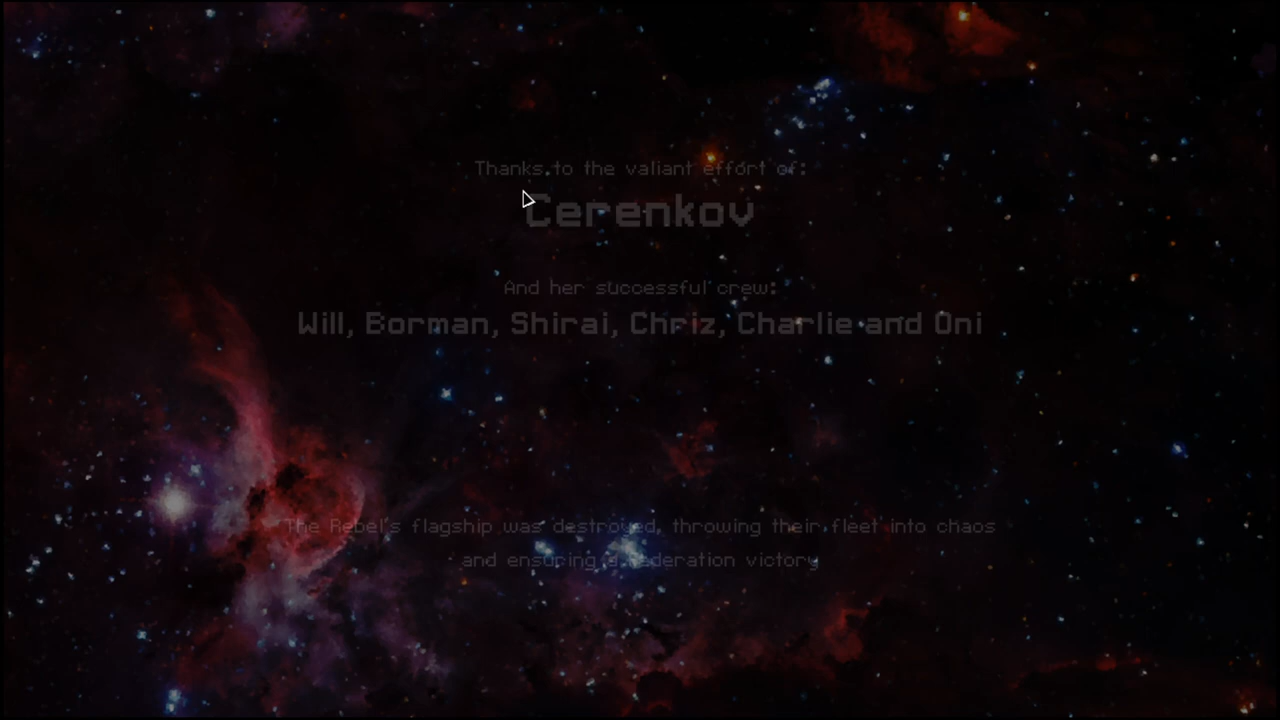 Thanks to the valiant effort of:
Cerenkov
And her successful crew:
Will, Borman, Shirai, Chriz, Charlie and Oni
The Rebel's flagship was destroyed, throwing their fleet into chaos
and ensuring a Federation victory